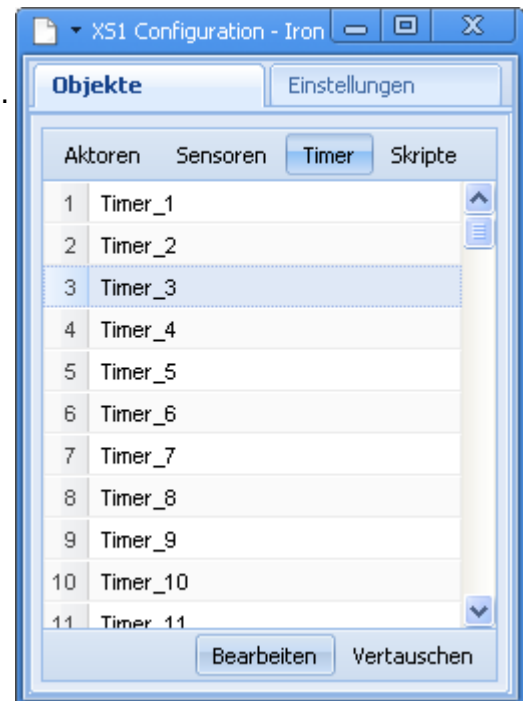 XS1 Configuration - Iron
Objekte Einstellungen
.
Aktoren Sensoren Timer Skripte
1 Timer_1
2 Timer_2
3 Timer_3
4 Timer_4
5 Timer_5
6 Timer_6
7 Timer_7
8 Timer_8
9 Timer_9
10 Timer_10
11 Timer_11
Bearbeiten Vertauschen